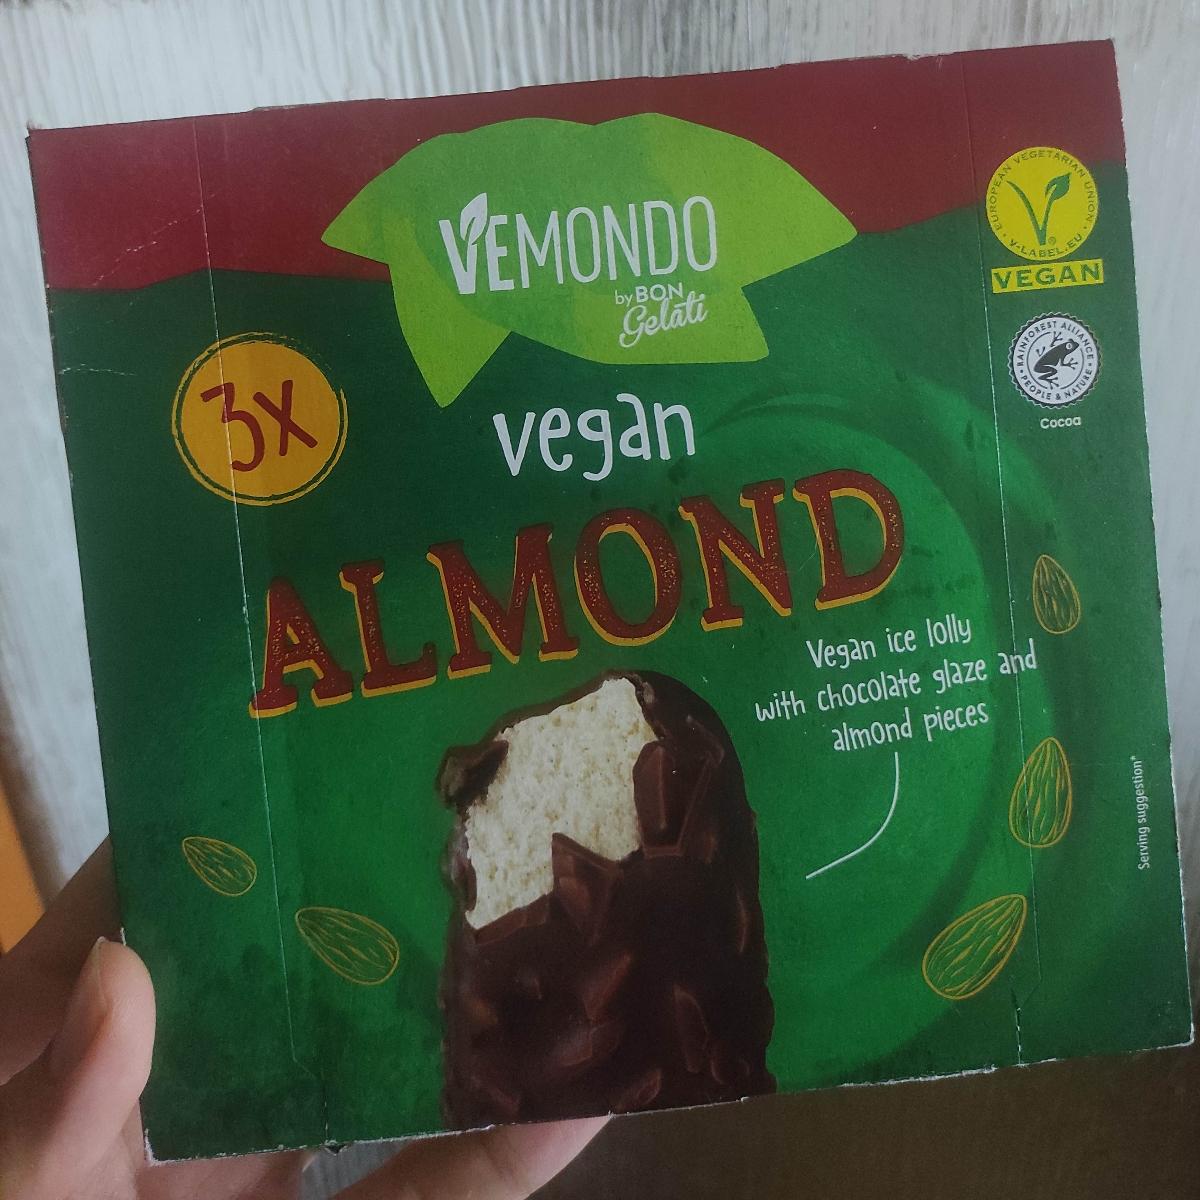 VEMONDO
by BON
Gelati
EUROPEAN VEGETARIAN UNION
V-LABEL.EU
VEGAN
RAINFOREST ALLIANCE
PEOPLE & NATURE
Cocoa
3x
vegan
ALMOND
Vegan ice lolly
with chocolate glaze and
almond pieces
Serving suggestion*